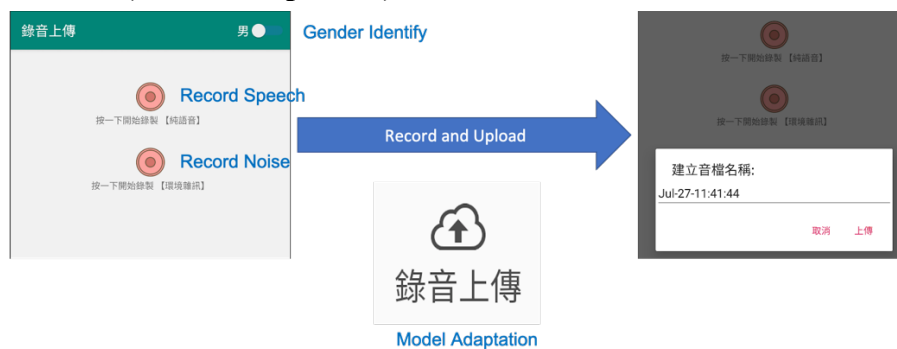 錄音上傳
男
Gender Identify
Record Speech
按一下開始錄製 【純語音】
Record Noise
按一下開始錄製 【環境雜訊】
Record and Upload
錄音上傳
Model Adaptation
按一下開始錄製 【純語音】
按一下開始錄製 【環境雜訊】
建立音檔名稱:
Jul-27-11:41:44
取消
上傳